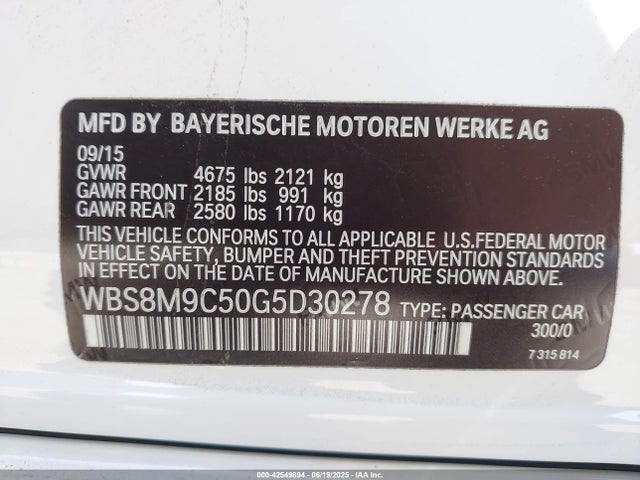 MFD BY BAYERISCHE MOTOREN WERKE AG
09/15
GVWR 4675 lbs 2121 kg
GAWR FRONT 2185 lbs 991 kg
GAWR REAR 2580 lbs 1170 kg
THIS VEHICLE CONFORMS TO ALL APPLICABLE U.S.FEDERAL MOTOR
VEHICLE SAFETY, BUMPER AND THEFT PREVENTION STANDARDS
IN EFFECT ON THE DATE OF MANUFACTURE SHOWN ABOVE.
WBS8M9C50G5D30278 TYPE: PASSENGER CAR
300/0
7 315 814
000-42549894 - 06/19/2025 - COPYRIGHT IAA, LLC.